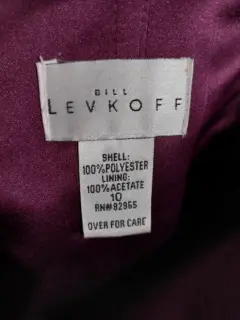 BILL
LEVKOFF
SHELL:
100%POLYESTER
LINING:
100%ACETATE
10
RN#82965
OVER FOR CARE